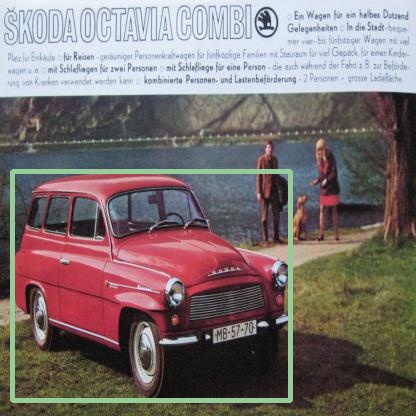 ŠKODA OCTAVIA COMBI
○ Ein Wagen für ein halbes Dutzend
Gelegenheiten ○ In die Stadt - bequemer
vier- bis fünfsitziger Wagen mit viel
Platz für Einkäufe ○ für Reisen - geräumiger Personenkraftwagen für fünfköpfige Familien mit Stauraum für viel Gepäck, für einen Kinderwagen
u. e. ○ mit Schlafliegen für zwei Personen ○ mit Schlafliege für eine Person - die auch während der Fahrt z. B. zur Beförderung
von Kranken verwendet werden kann ○ kombinierte Personen- und Lastenbeförderung - 2 Personen + grosse Ladefläche.
SKODA
MB-57-70